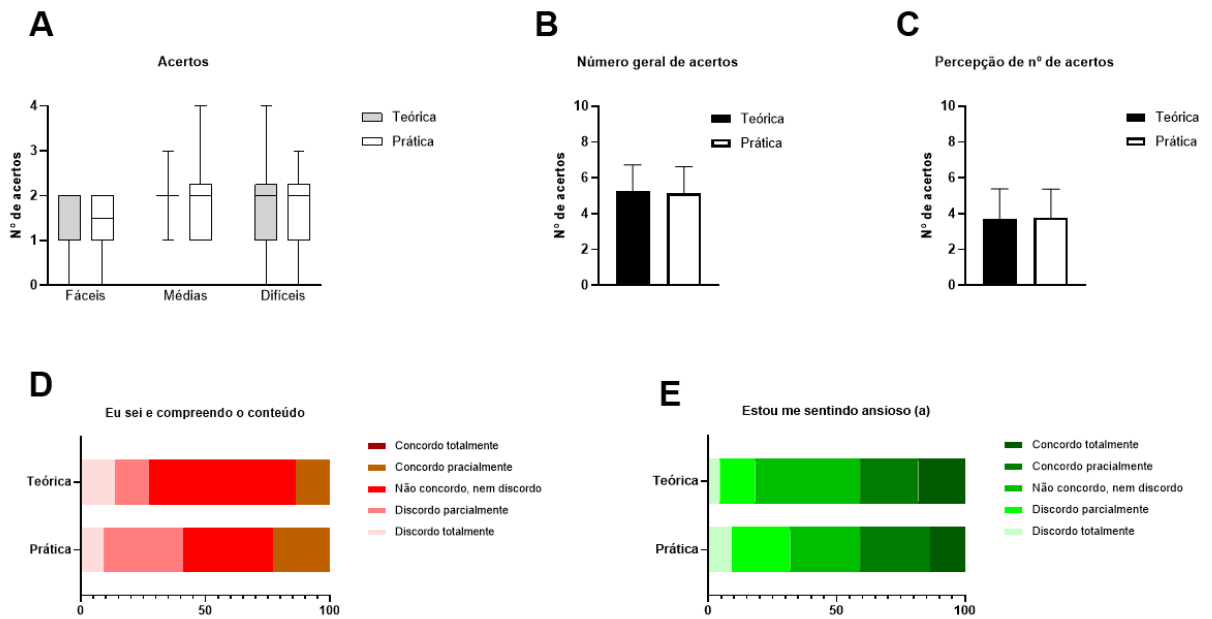 A
Acertos
Nº de acertos
4
3
2
1
0
Fáceis
Médias
Difíceis
Teórica
Prática
B
Número geral de acertos
Nº de acertos
10
8
6
4
2
0
Teórica
Prática
C
Percepção de nº de acertos
Nº de acertos
10
8
6
4
2
0
Teórica
Prática
D
Eu sei e compreendo o conteúdo
Teórica
Prática
0
50
100
Concordo totalmente
Concordo pracialmente
Não concordo, nem discordo
Discordo parcialmente
Discordo totalmente
E
Estou me sentindo ansioso (a)
Teórica
Prática
0
50
100
Concordo totalmente
Concordo pracialmente
Não concordo, nem discordo
Discordo parcialmente
Discordo totalmente